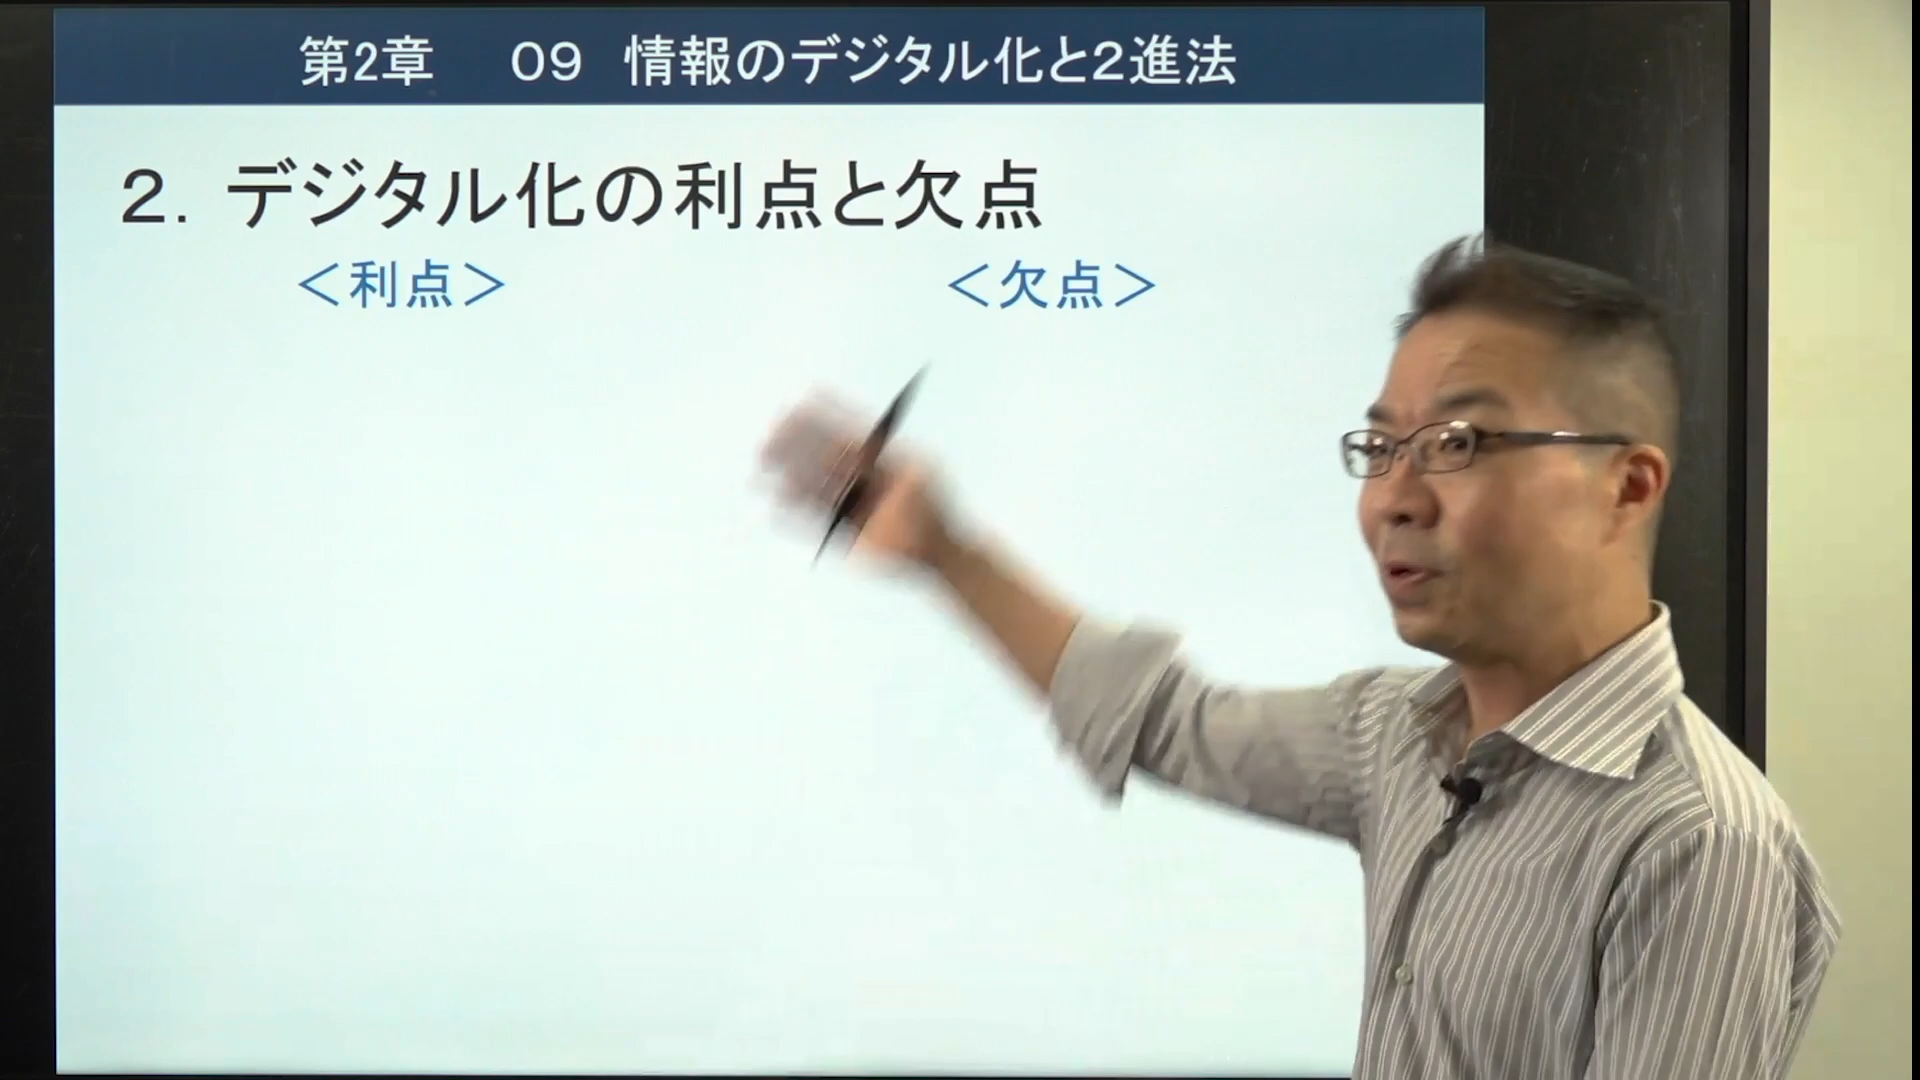 第2章　09　情報のデジタル化と2進法
2．デジタル化の利点と欠点
＜利点＞　＜欠点＞